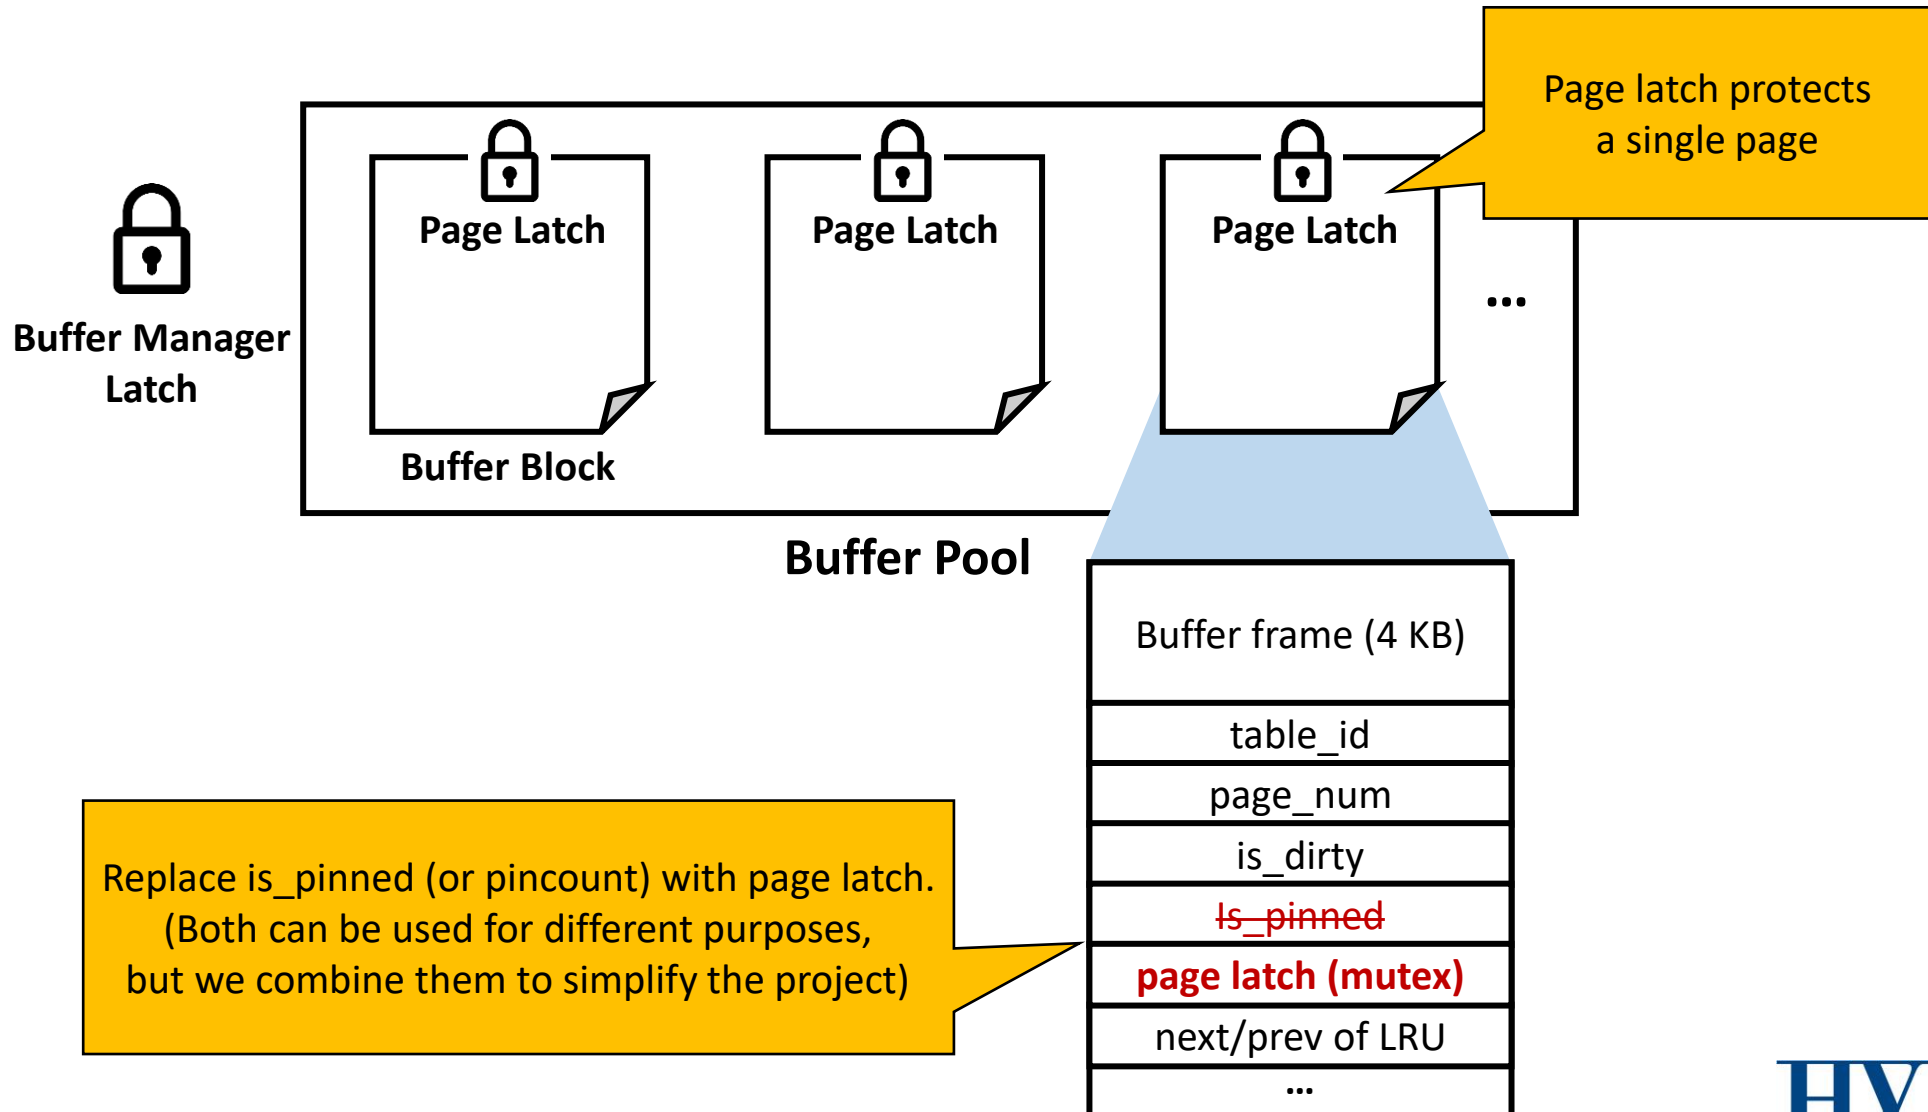 Page latch protects
a single page
Page Latch
Page Latch
Page Latch
...
Buffer Manager
Latch
Buffer Block
Buffer Pool
Buffer frame (4 KB)
table_id
page_num
is_dirty
Is_pinned
page latch (mutex)
next/prev of LRU
...
Replace is_pinned (or pincount) with page latch.
(Both can be used for different purposes,
but we combine them to simplify the project)